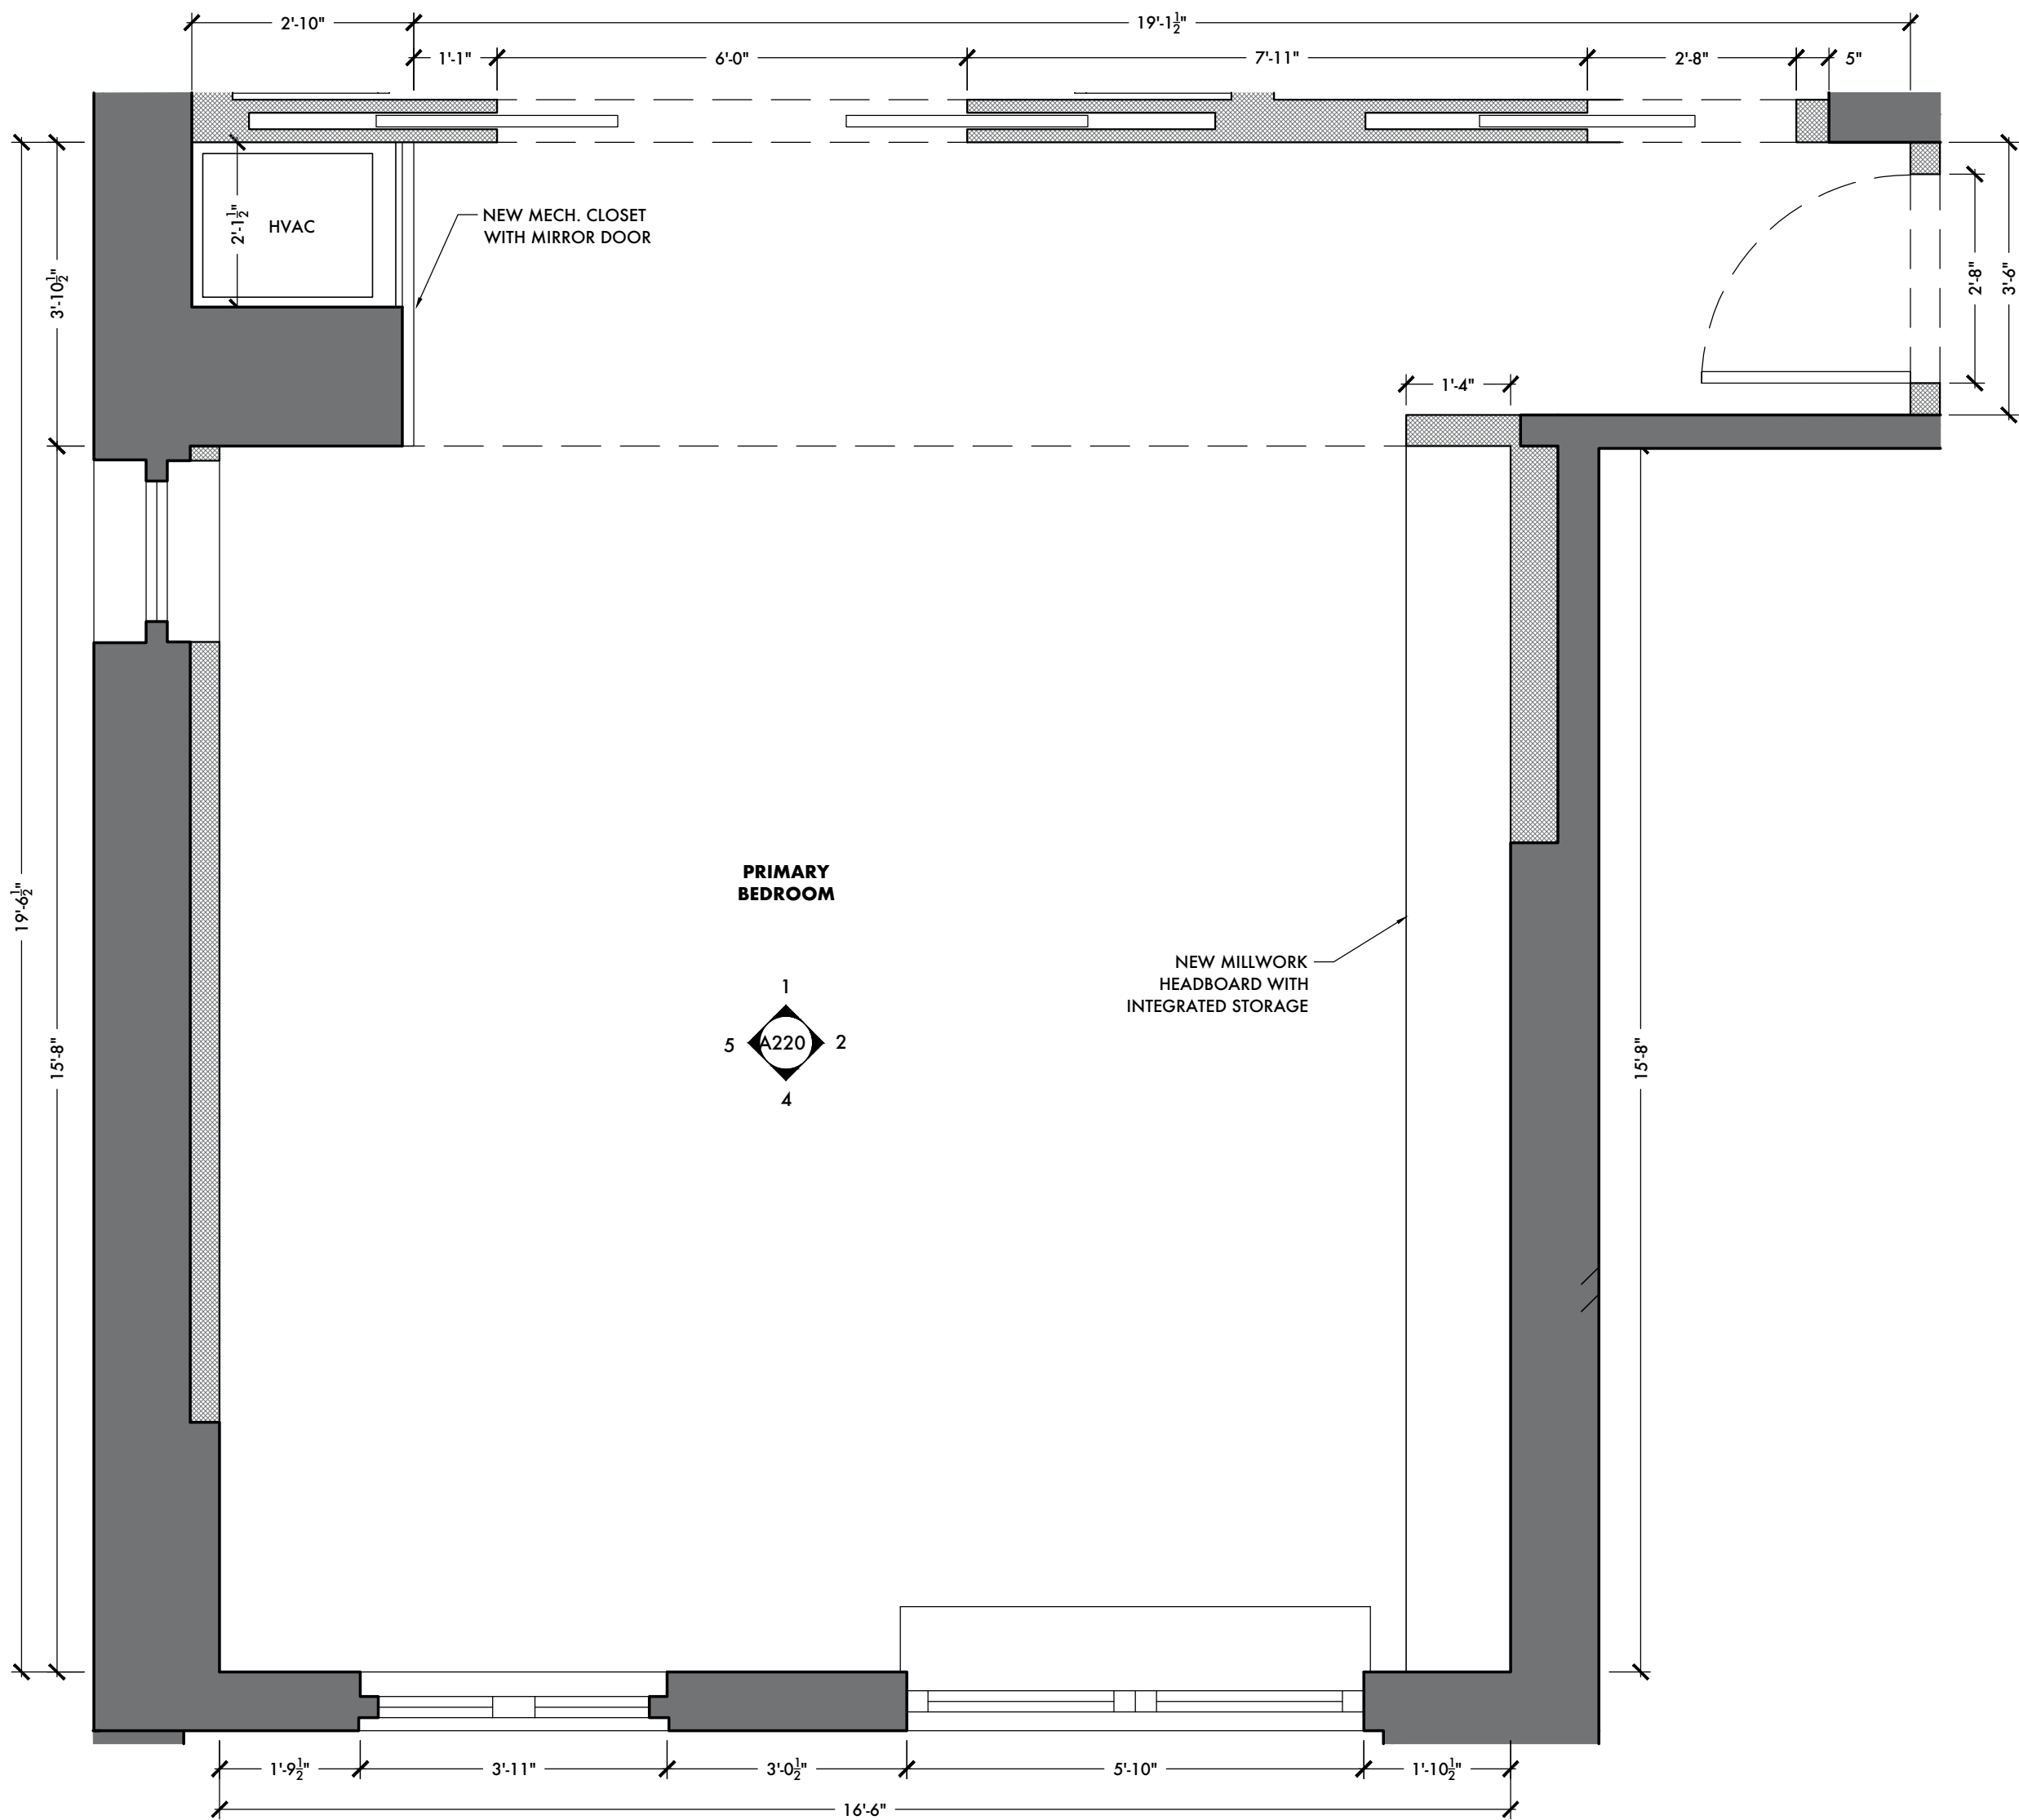 2'-10"
19'-1½"
1'-1"
6'-0"
7'-11"
2'-8"
5"
NEW MECH. CLOSET
WITH MIRROR DOOR
HVAC
2'-1½"
3'-10½"
2'-8"
3'-6"
1'-4"
PRIMARY
BEDROOM
19'-6½"
NEW MILLWORK
HEADBOARD WITH
INTEGRATED STORAGE
1
5 A220 2
4
15'-8"
15'-8"
1'-9½"
3'-11"
3'-0½"
5'-10"
1'-10½"
16'-6"